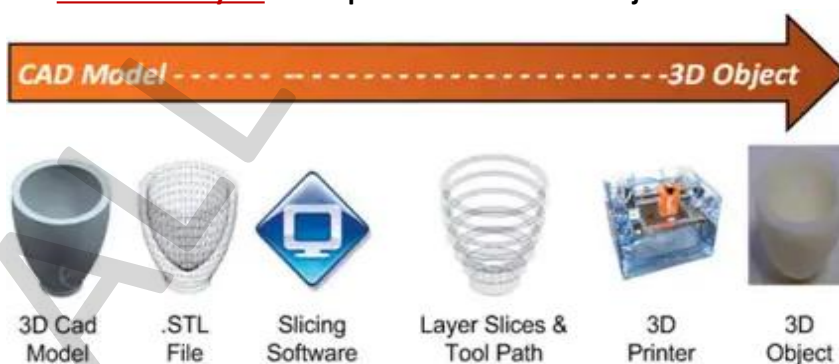 CAD Model - - - - - - - - - - - - - - - - - - - - - - - - - - - - - 3D Object
3D Cad Model
.STL File
Slicing Software
Layer Slices & Tool Path
3D Printer
3D Object